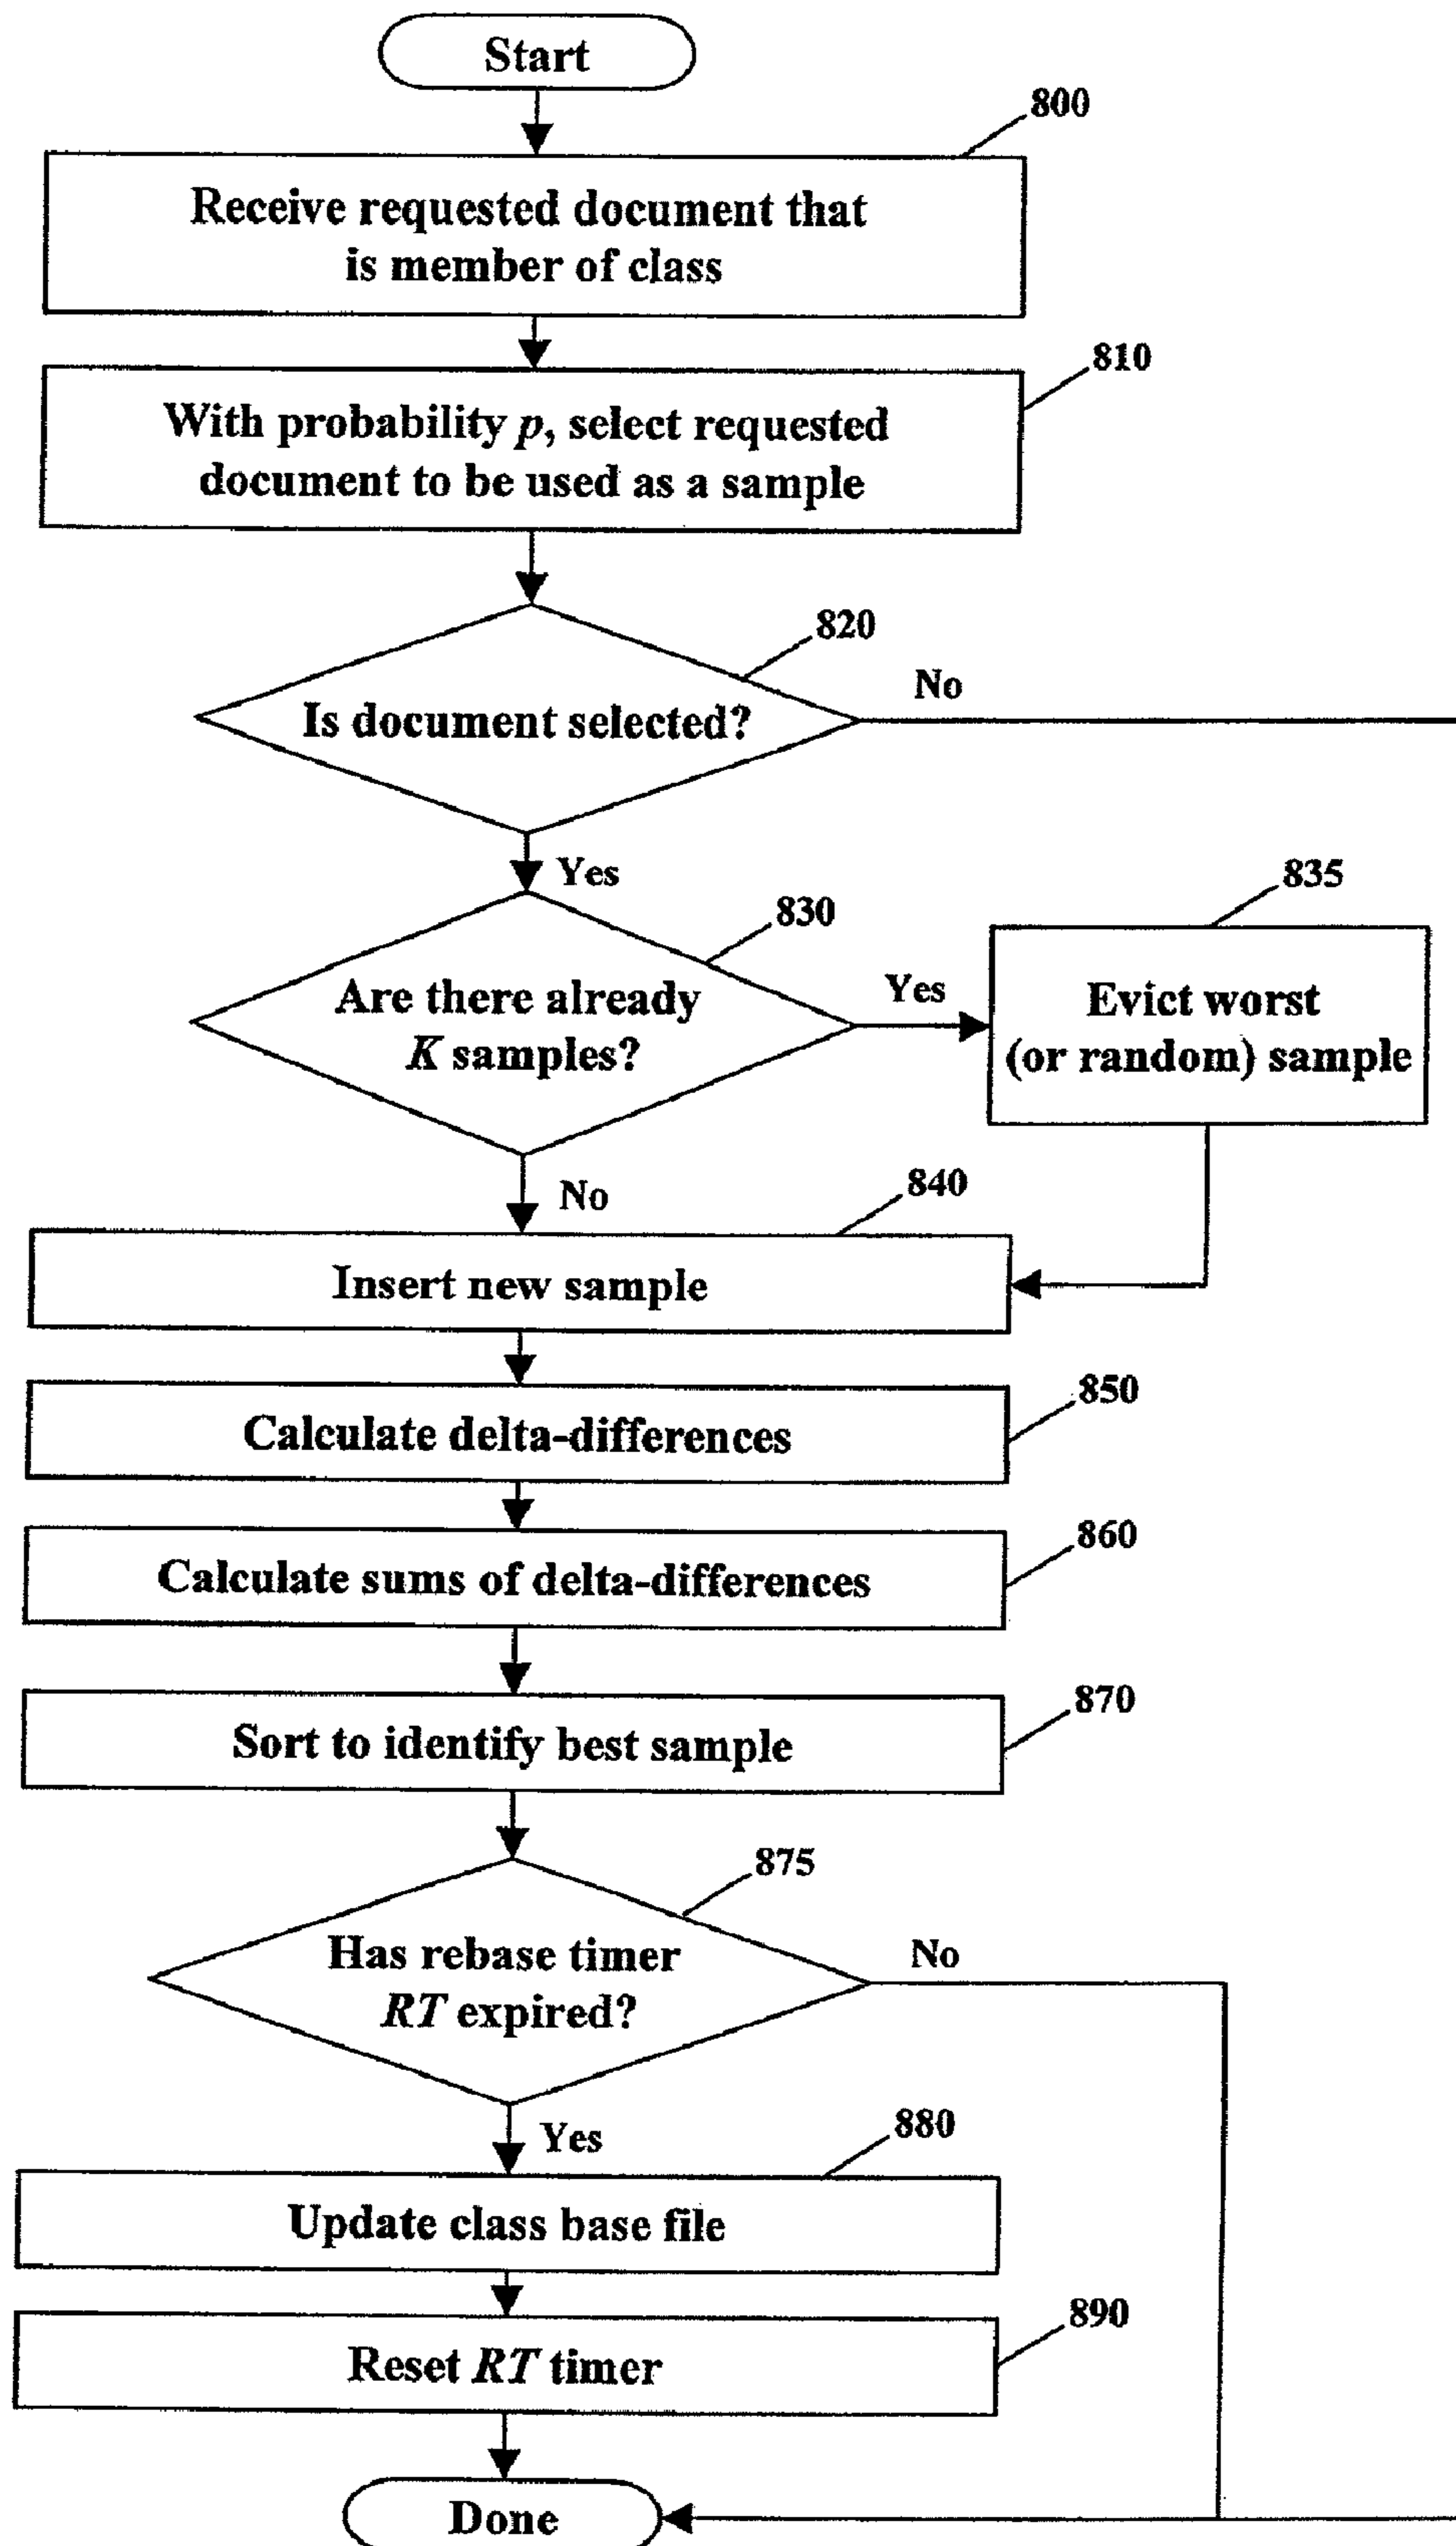 Start
800
Receive requested document that
is member of class
810
With probability p, select requested
document to be used as a sample
820
Is document selected?
No
Yes
830
Are there already
K samples?
Yes
835
Evict worst
(or random) sample
No
840
Insert new sample
850
Calculate delta-differences
860
Calculate sums of delta-differences
870
Sort to identify best sample
875
Has rebase timer
RT expired?
No
Yes
880
Update class base file
890
Reset RT timer
Done